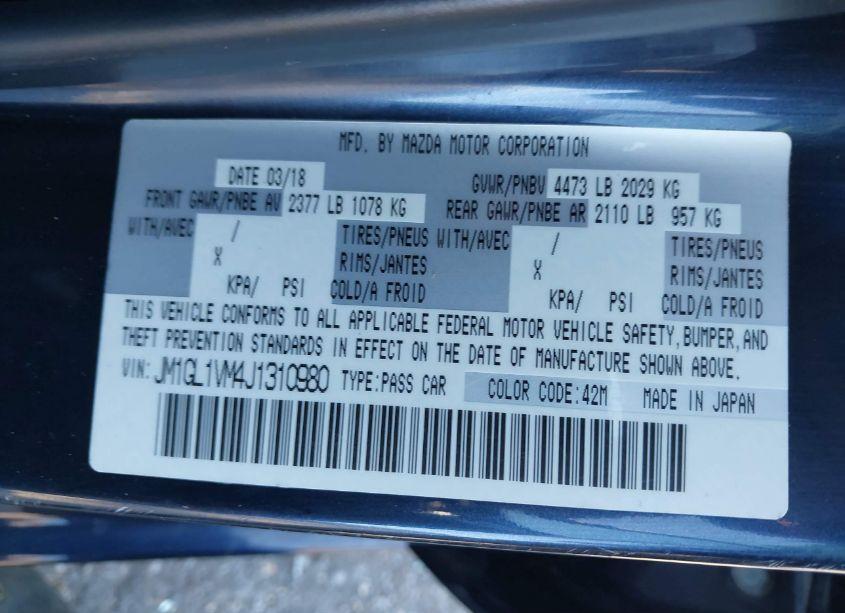 MFD. BY MAZDA MOTOR CORPORATION
DATE 03/18 GVWR/PNBV 4473 LB 2029 KG
FRONT GAWR/PNBE AV 2377 LB 1078 KG REAR GAWR/PNBE AR 2110 LB 957 KG
WITH/AVEC / TIRES/PNEUS WITH/AVEC / TIRES/PNEUS
X RIMS/JANTES X RIMS/JANTES
KPA/ PSI COLD/A FROID KPA/ PSI COLD/A FROID
THIS VEHICLE CONFORMS TO ALL APPLICABLE FEDERAL MOTOR VEHICLE SAFETY,BUMPER,AND
THEFT PREVENTION STANDARDS IN EFFECT ON THE DATE OF MANUFACTURE SHOWN ABOVE.
VIN: JM1GL1VM4J1310980 TYPE:PASS CAR COLOR CODE:42M MADE IN JAPAN